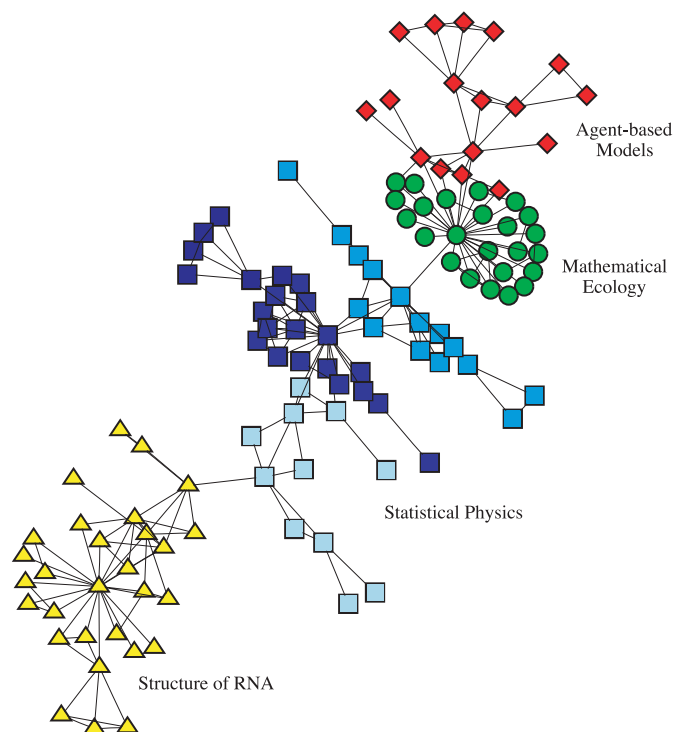 Agent-based
Models
Mathematical
Ecology
Statistical Physics
Structure of RNA